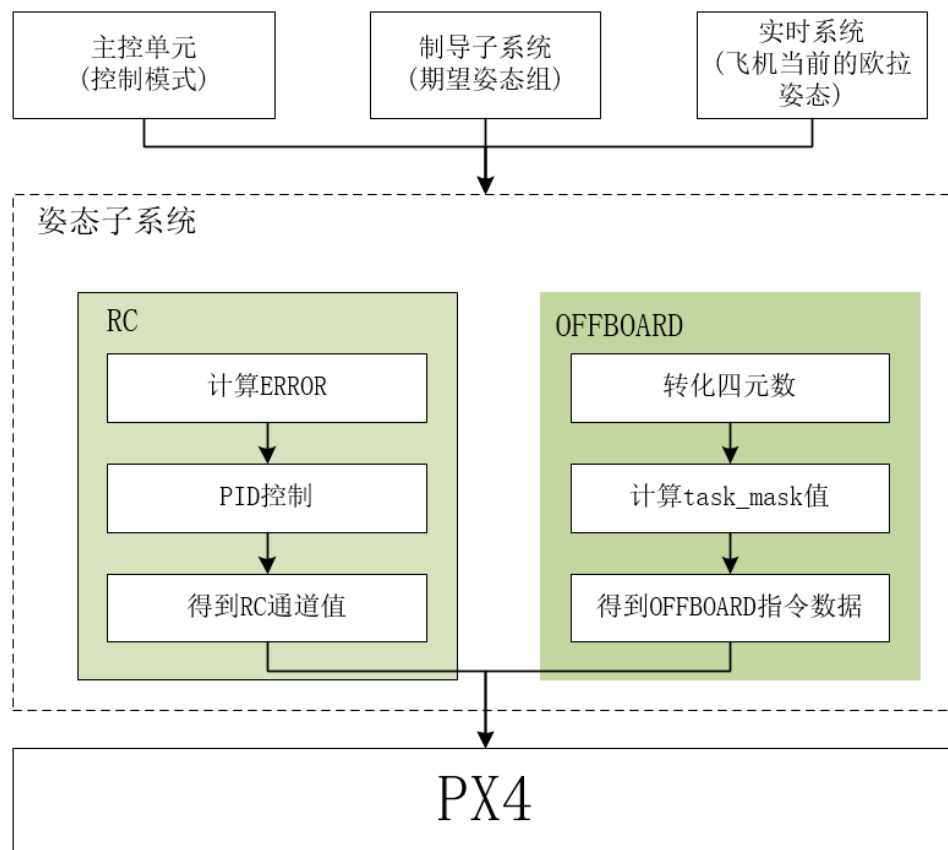 主控单元
(控制模式)
制导子系统
(期望姿态组)
实时系统
(飞机当前的欧拉
姿态)
姿态子系统
RC
计算ERROR
PID控制
得到RC通道值
OFFBOARD
转化四元数
计算task_mask值
得到OFFBOARD指令数据
PX4